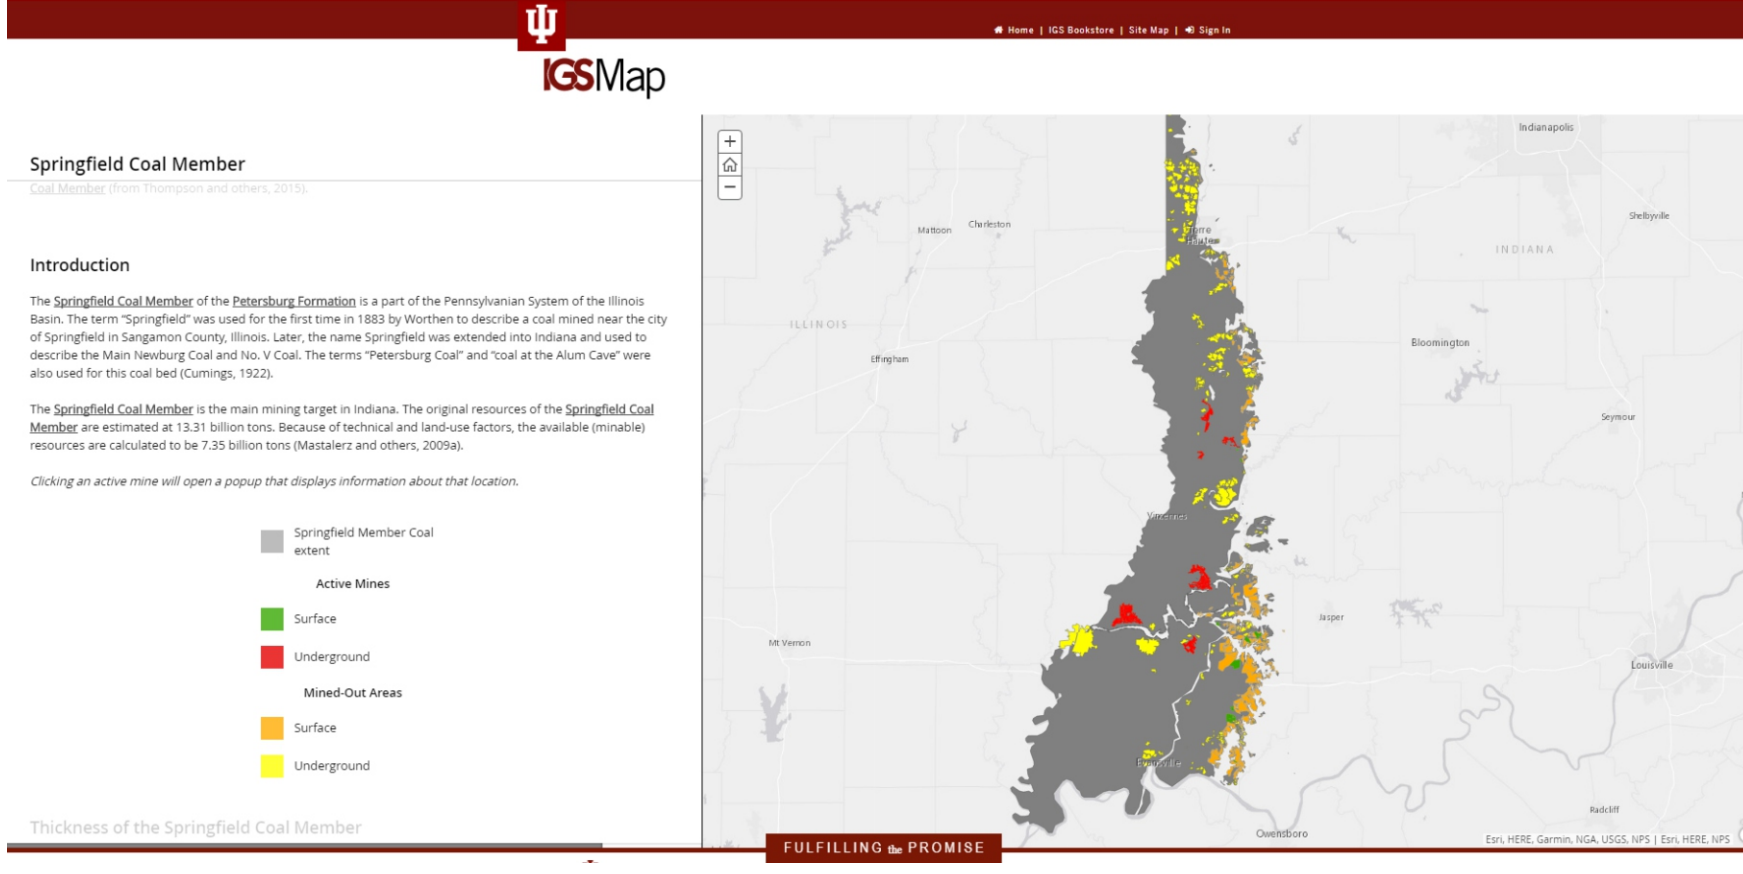 Home | IGS Bookstore | Site Map | Sign In
IGSMap
Springfield Coal Member
Coal Member (from Thompson and others, 2015).
Introduction
The Springfield Coal Member of the Petersburg Formation is a part of the Pennsylvanian System of the Illinois
Basin. The term “Springfield” was used for the first time in 1883 by Worthen to describe a coal mined near the city
of Springfield in Sangamon County, Illinois. Later, the name Springfield was extended into Indiana and used to
describe the Main Newburg Coal and No. V Coal. The terms “Petersburg Coal” and “coal at the Alum Cave” were
also used for this coal bed (Cumings, 1922).
The Springfield Coal Member is the main mining target in Indiana. The original resources of the Springfield Coal
Member are estimated at 13.31 billion tons. Because of technical and land-use factors, the available (minable)
resources are calculated to be 7.35 billion tons (Mastalerz and others, 2009a).
Clicking an active mine will open a popup that displays information about that location.
Springfield Member Coal
extent
Active Mines
Surface
Underground
Mined-Out Areas
Surface
Underground
Thickness of the Springfield Coal Member
+
−
Indianapolis
Shelbyville
Mattoon
Charleston
Terre
Haute
INDIANA
ILLINOIS
Bloomington
Effingham
Seymour
Vincennes
Jasper
Mt Vernon
Louisville
Evansville
Radcliff
Owensboro
Esri, HERE, Garmin, NGA, USGS, NPS | Esri, HERE, NPS
FULFILLING the PROMISE